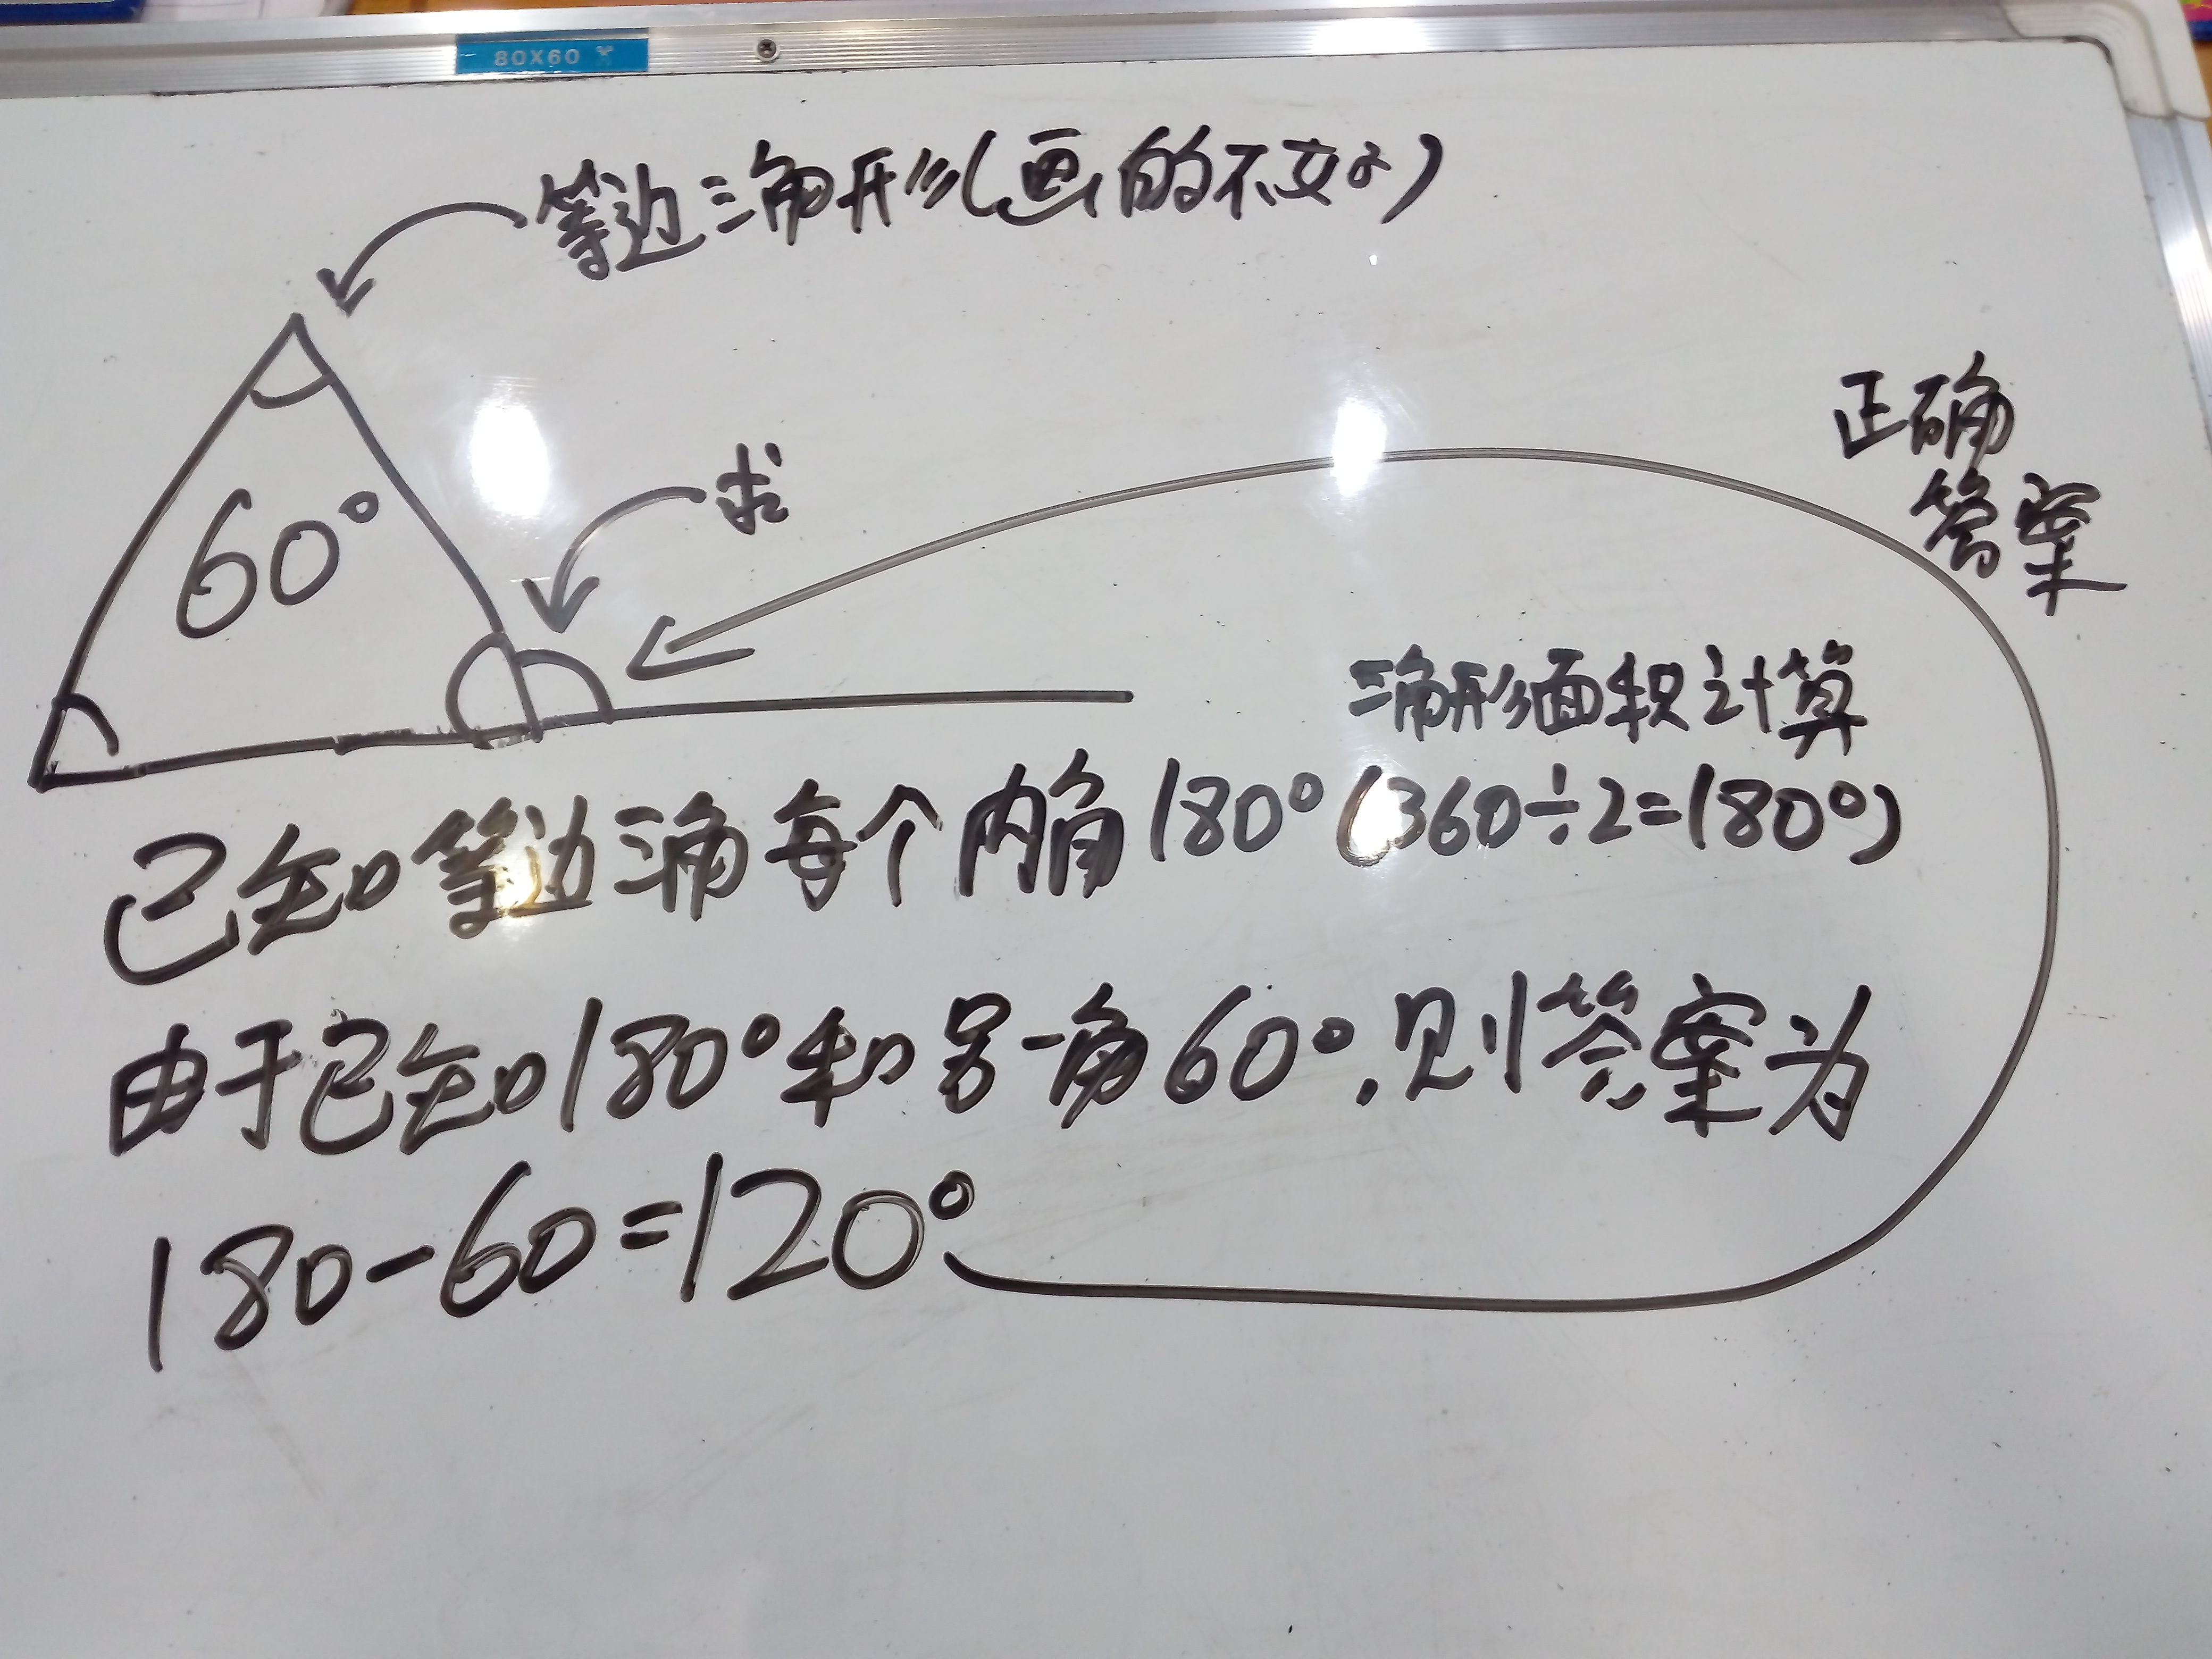 80X60
等边三角形(画的不好)
60°
求
正确
答案
三角形面积计算
已知等边三角每个内角180°(360÷2=180°)
由于已知180°和另一角60°,则答案为
180-60=120°